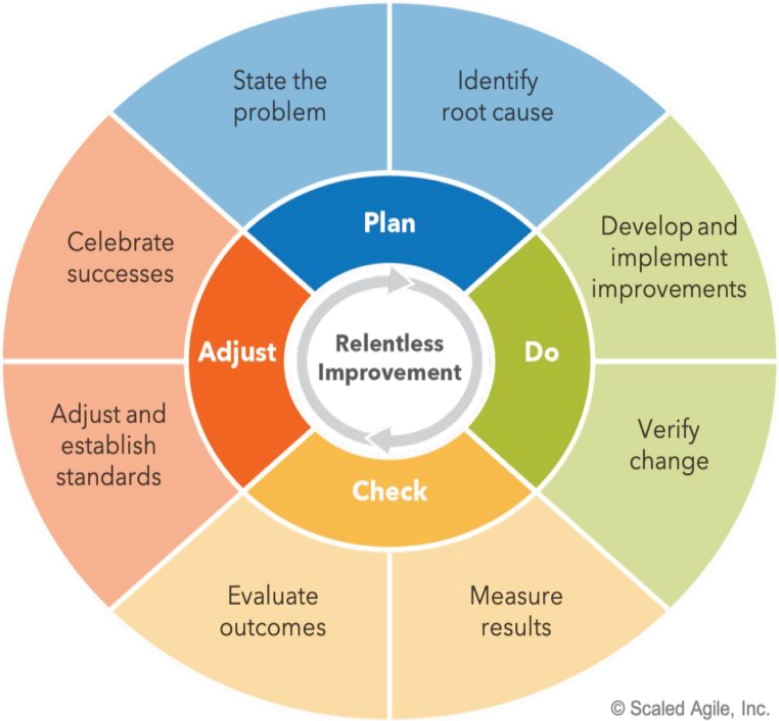 State the
problem
Identify
root cause
Plan
Develop and
implement
improvements
Celebrate
successes
Adjust
Relentless
Improvement
Do
Adjust and
establish
standards
Verify
change
Check
Evaluate
outcomes
Measure
results
© Scaled Agile, Inc.